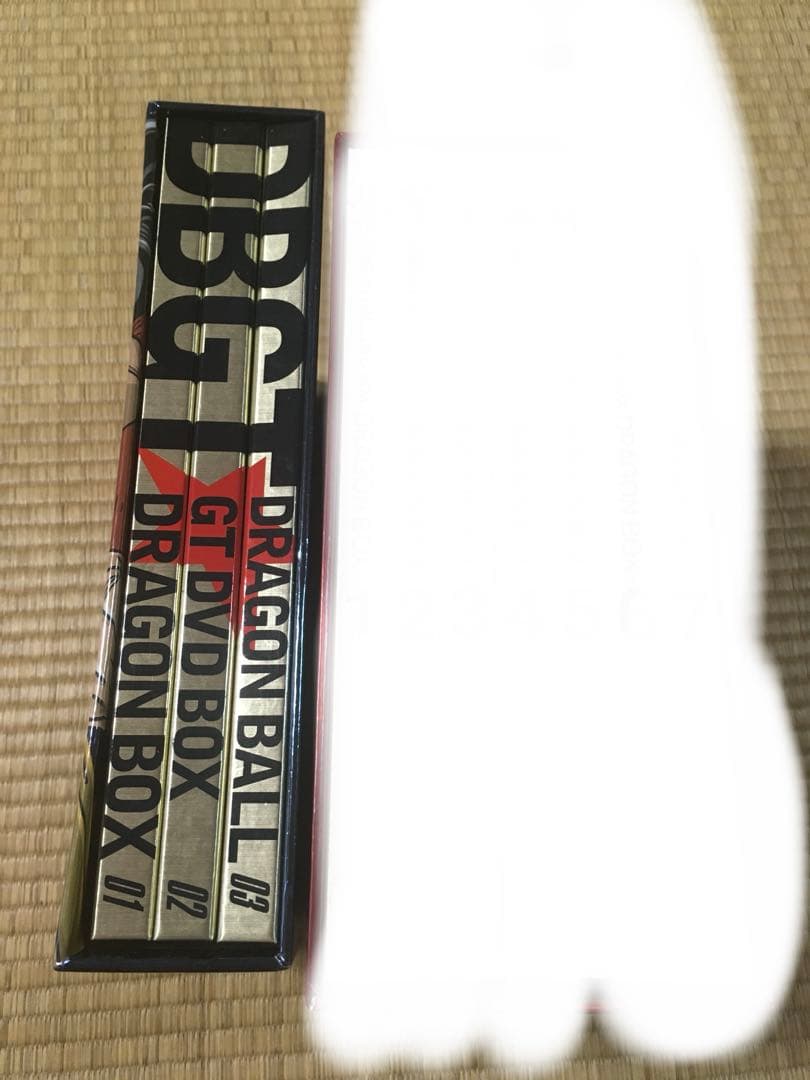 DBGT
DRAGON BALL
GT DVD BOX
DRAGON BOX
03
02
01